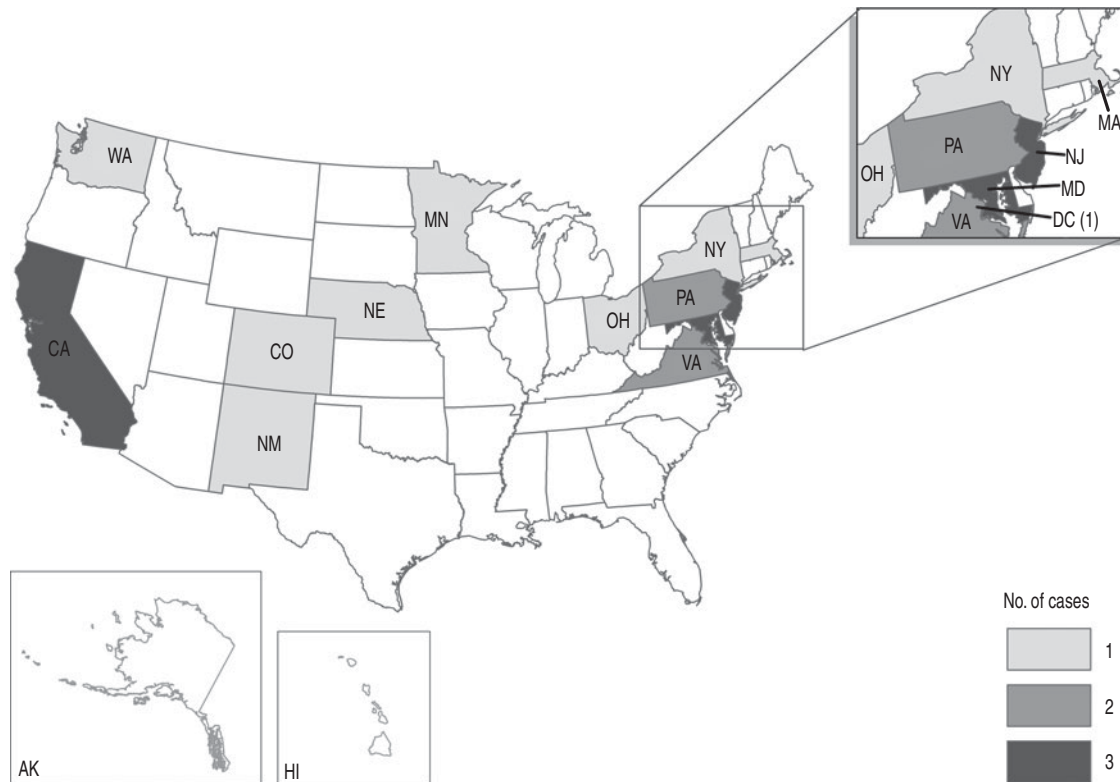 NY
MA
PA
NJ
OH
MD
DC (1)
VA
WA
MN
NY
NE
PA
OH
CA
CO
VA
NM
No. of cases
1
2
3
AK
HI